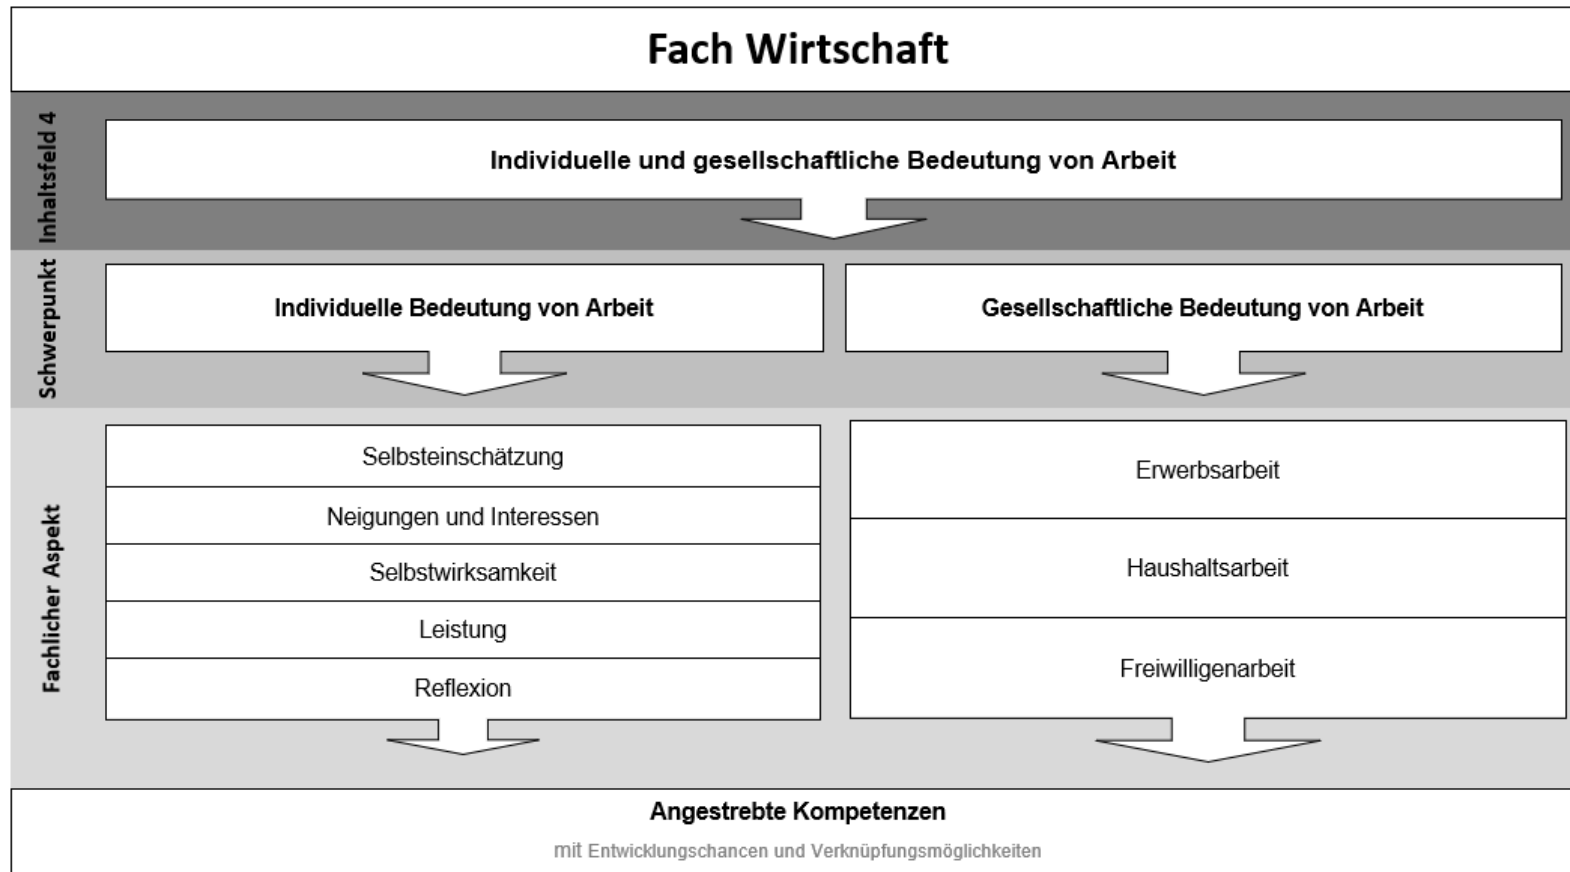 Fach Wirtschaft
Inhaltsfeld 4
Individuelle und gesellschaftliche Bedeutung von Arbeit
Schwerpunkt
Individuelle Bedeutung von Arbeit
Gesellschaftliche Bedeutung von Arbeit
Fachlicher Aspekt
Selbsteinschätzung
Neigungen und Interessen
Selbstwirksamkeit
Leistung
Reflexion
Erwerbsarbeit
Haushaltsarbeit
Freiwilligenarbeit
Angestrebte Kompetenzen
mit Entwicklungschancen und Verknüpfungsmöglichkeiten